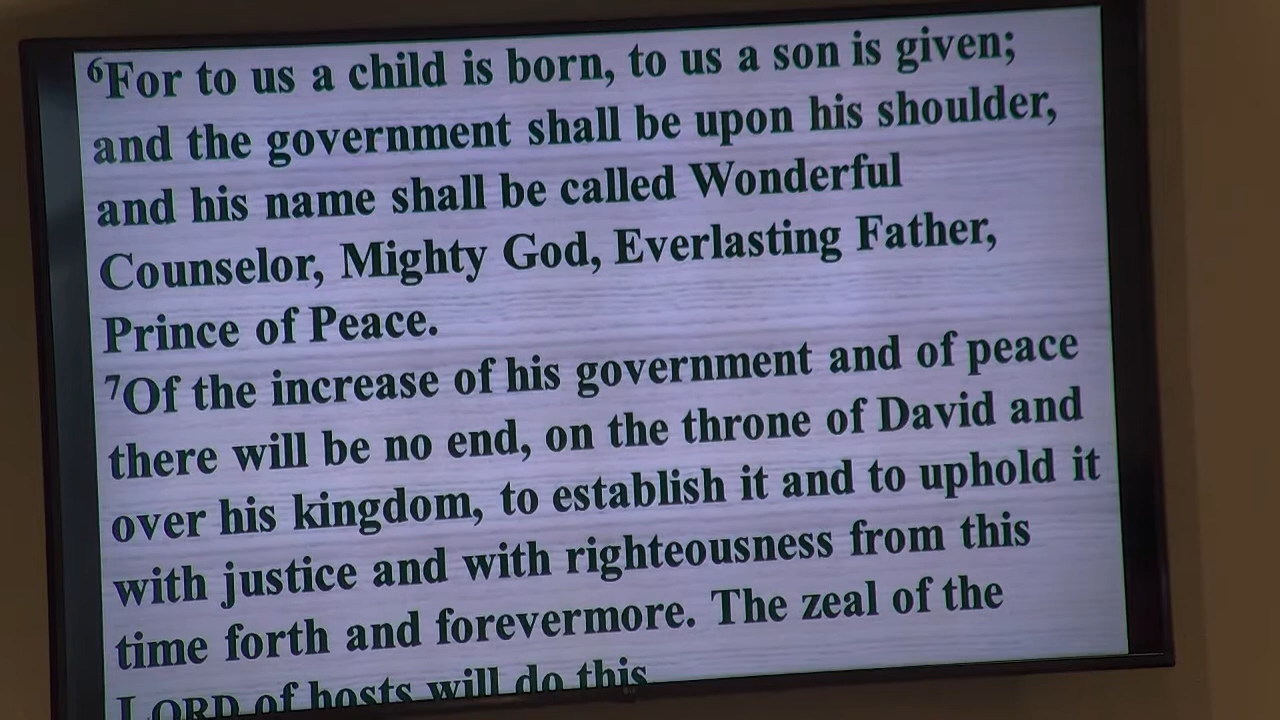 ⁶For to us a child is born, to us a son is given;
and the government shall be upon his shoulder,
and his name shall be called Wonderful
Counselor, Mighty God, Everlasting Father,
Prince of Peace.
⁷Of the increase of his government and of peace
there will be no end, on the throne of David and
over his kingdom, to establish it and to uphold it
with justice and with righteousness from this
time forth and forevermore. The zeal of the
LORD of hosts will do this